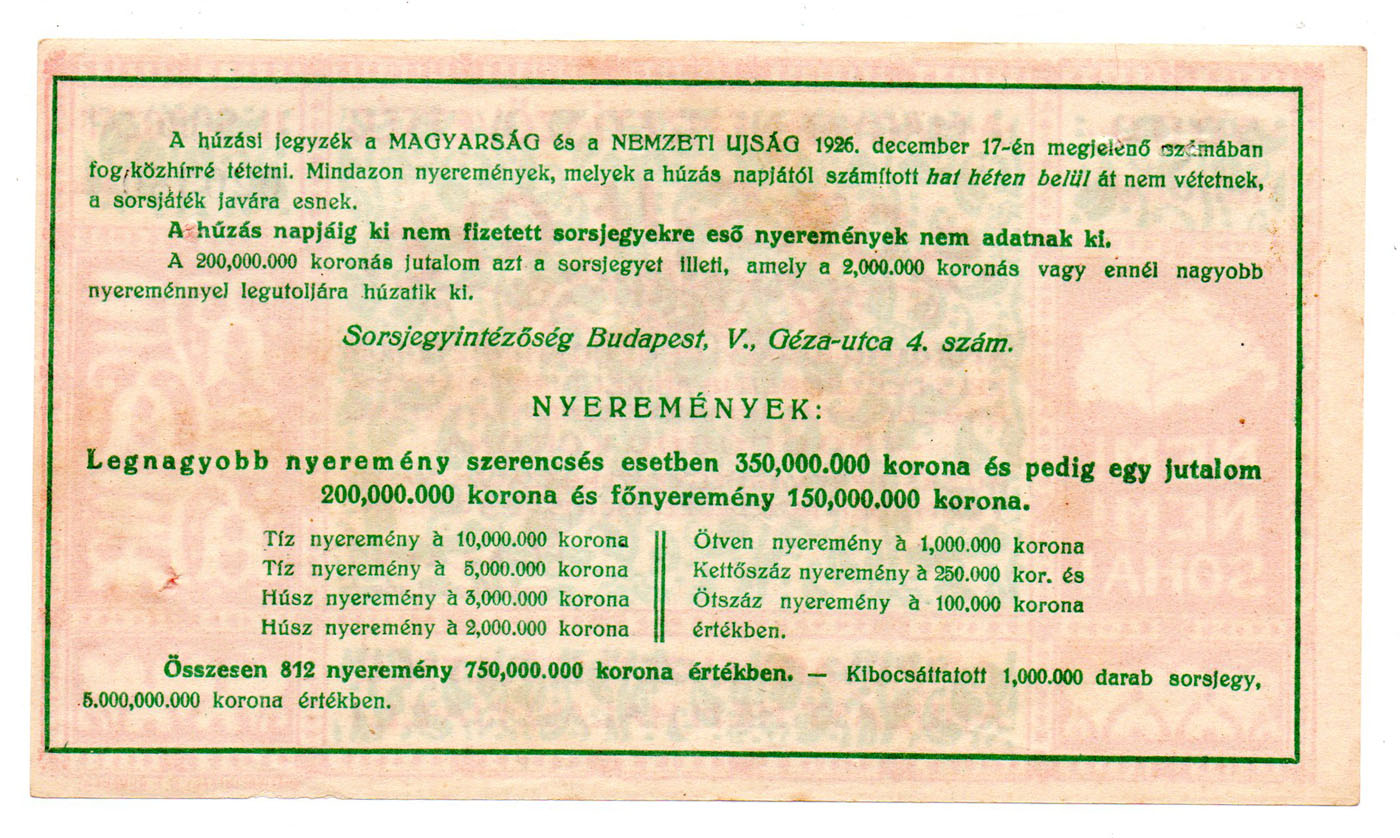 A húzási jegyzék a MAGYARSÁG és a NEMZETI UJSÁG 1926. december 17-én megjelenő számában
fog közhírré tétetni. Mindazon nyeremények, melyek a húzás napjától számított hat héten belül át nem vétetnek,
a sorsjáték javára esnek.
A húzás napjáig ki nem fizetett sorsjegyekre eső nyeremények nem adatnak ki.
A 200,000.000 koronás jutalom azt a sorsjegyet illeti, amely a 2,000.000 koronás vagy ennél nagyobb
nyereménnyel legutoljára húzatik ki.
Sorsjegyintézőség Budapest, V., Géza-utca 4. szám.
NYEREMÉNYEK:
Legnagyobb nyeremény szerencsés esetben 350,000.000 korona és pedig egy jutalom
200,000.000 korona és főnyeremény 150,000.000 korona.
Tíz nyeremény à 10,000.000 korona
Tíz nyeremény à 5,000.000 korona
Húsz nyeremény à 3,000.000 korona
Húsz nyeremény à 2,000.000 korona
Ötven nyeremény à 1,000.000 korona
Kettőszáz nyeremény à 250.000 kor. és
Ötszáz nyeremény à 100,000 korona
értékben.
Összesen 812 nyeremény 750,000.000 korona értékben. — Kibocsáttatott 1,000.000 darab sorsjegy,
5.000,000.000 korona értékben.